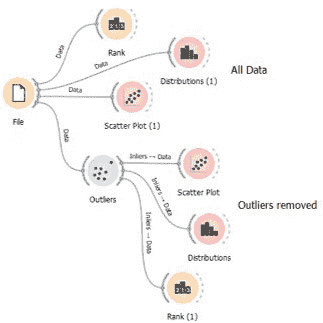 Rank
Data
Distributions (1)
All Data
Data
Data
File
Scatter Plot (1)
Data
Outliers
Inliers → Data
Scatter Plot
Inliers → Data
Outliers removed
Inliers → Data
Distributions
Rank (1)